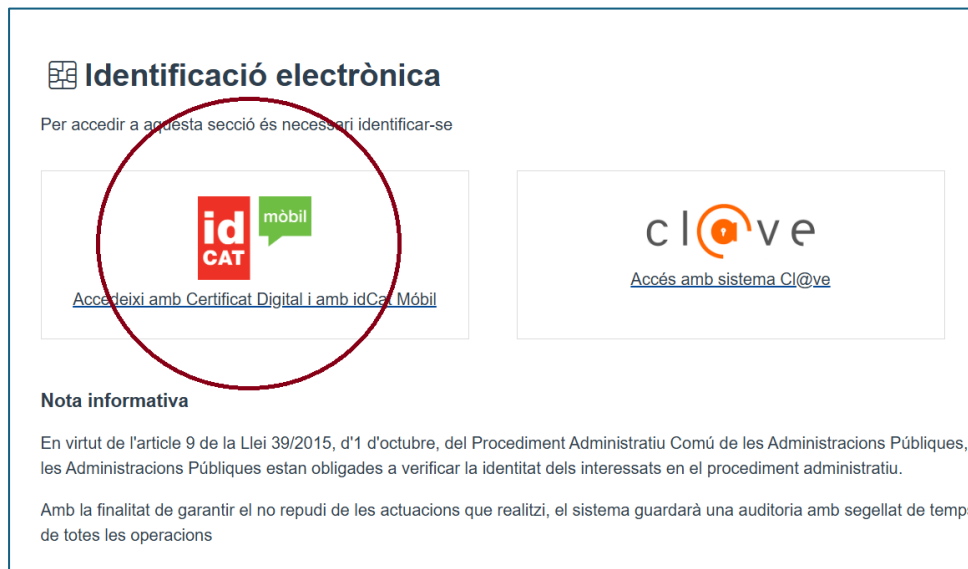 Identificació electrònica
Per accedir a aquesta secció és necessari identificar-se
id
CAT
mòbil
Accedeixi amb Certificat Digital i amb idCat Móbil
cl@ve
Accés amb sistema Cl@ve
Nota informativa
En virtut de l'article 9 de la Llei 39/2015, d'1 d'octubre, del Procediment Administratiu Comú de les Administracions Públiques,
les Administracions Públiques estan obligades a verificar la identitat dels interessats en el procediment administratiu.
Amb la finalitat de garantir el no repudi de les actuacions que realitzi, el sistema guardarà una auditoria amb segellat de temps
de totes les operacions